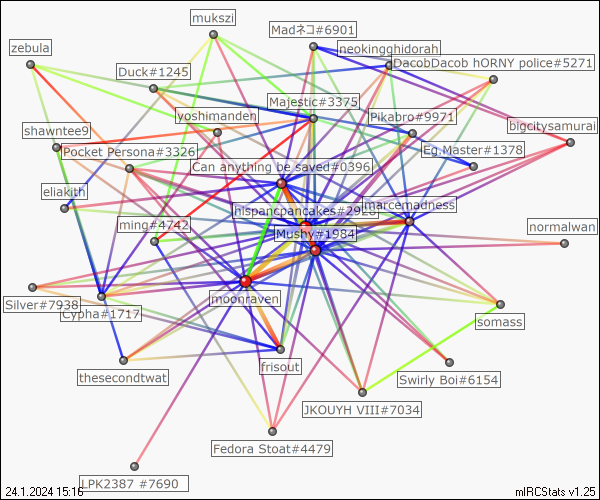 mukszi
Madネコ#6901
zebula
neokingghidorah
DacobDacob hORNY police#5271
Duck#1245
Majestic#3375
yoshimanden
Pikabro#9971
bigcitysamurai
shawntee9
Pocket Persona#3326
Eg.Master#1378
Can anything be saved#0396
eliakith
hispancpancakes#2928
marcemadness
ming#4742
Mushy#1984
normalwan
Silver#7938
Cypha#1717
moonraven
somass
frisout
thesecondtwat
Swirly Boi#6154
JKOUYH VIII#7034
Fedora Stoat#4479
LPK2387 #7690
24.1.2024 15:16
mIRCStats v1.25